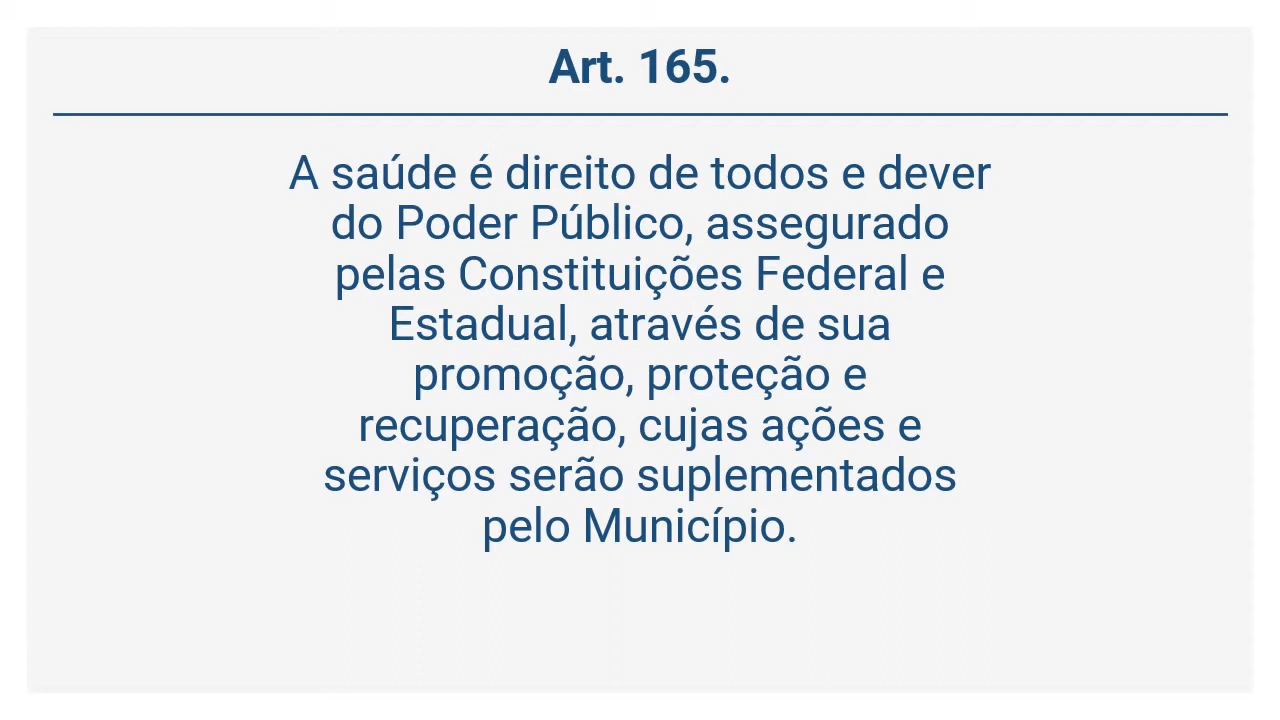 Art. 165.
A saúde é direito de todos e dever
do Poder Público, assegurado
pelas Constituições Federal e
Estadual, através de sua
promoção, proteção e
recuperação, cujas ações e
serviços serão suplementados
pelo Município.